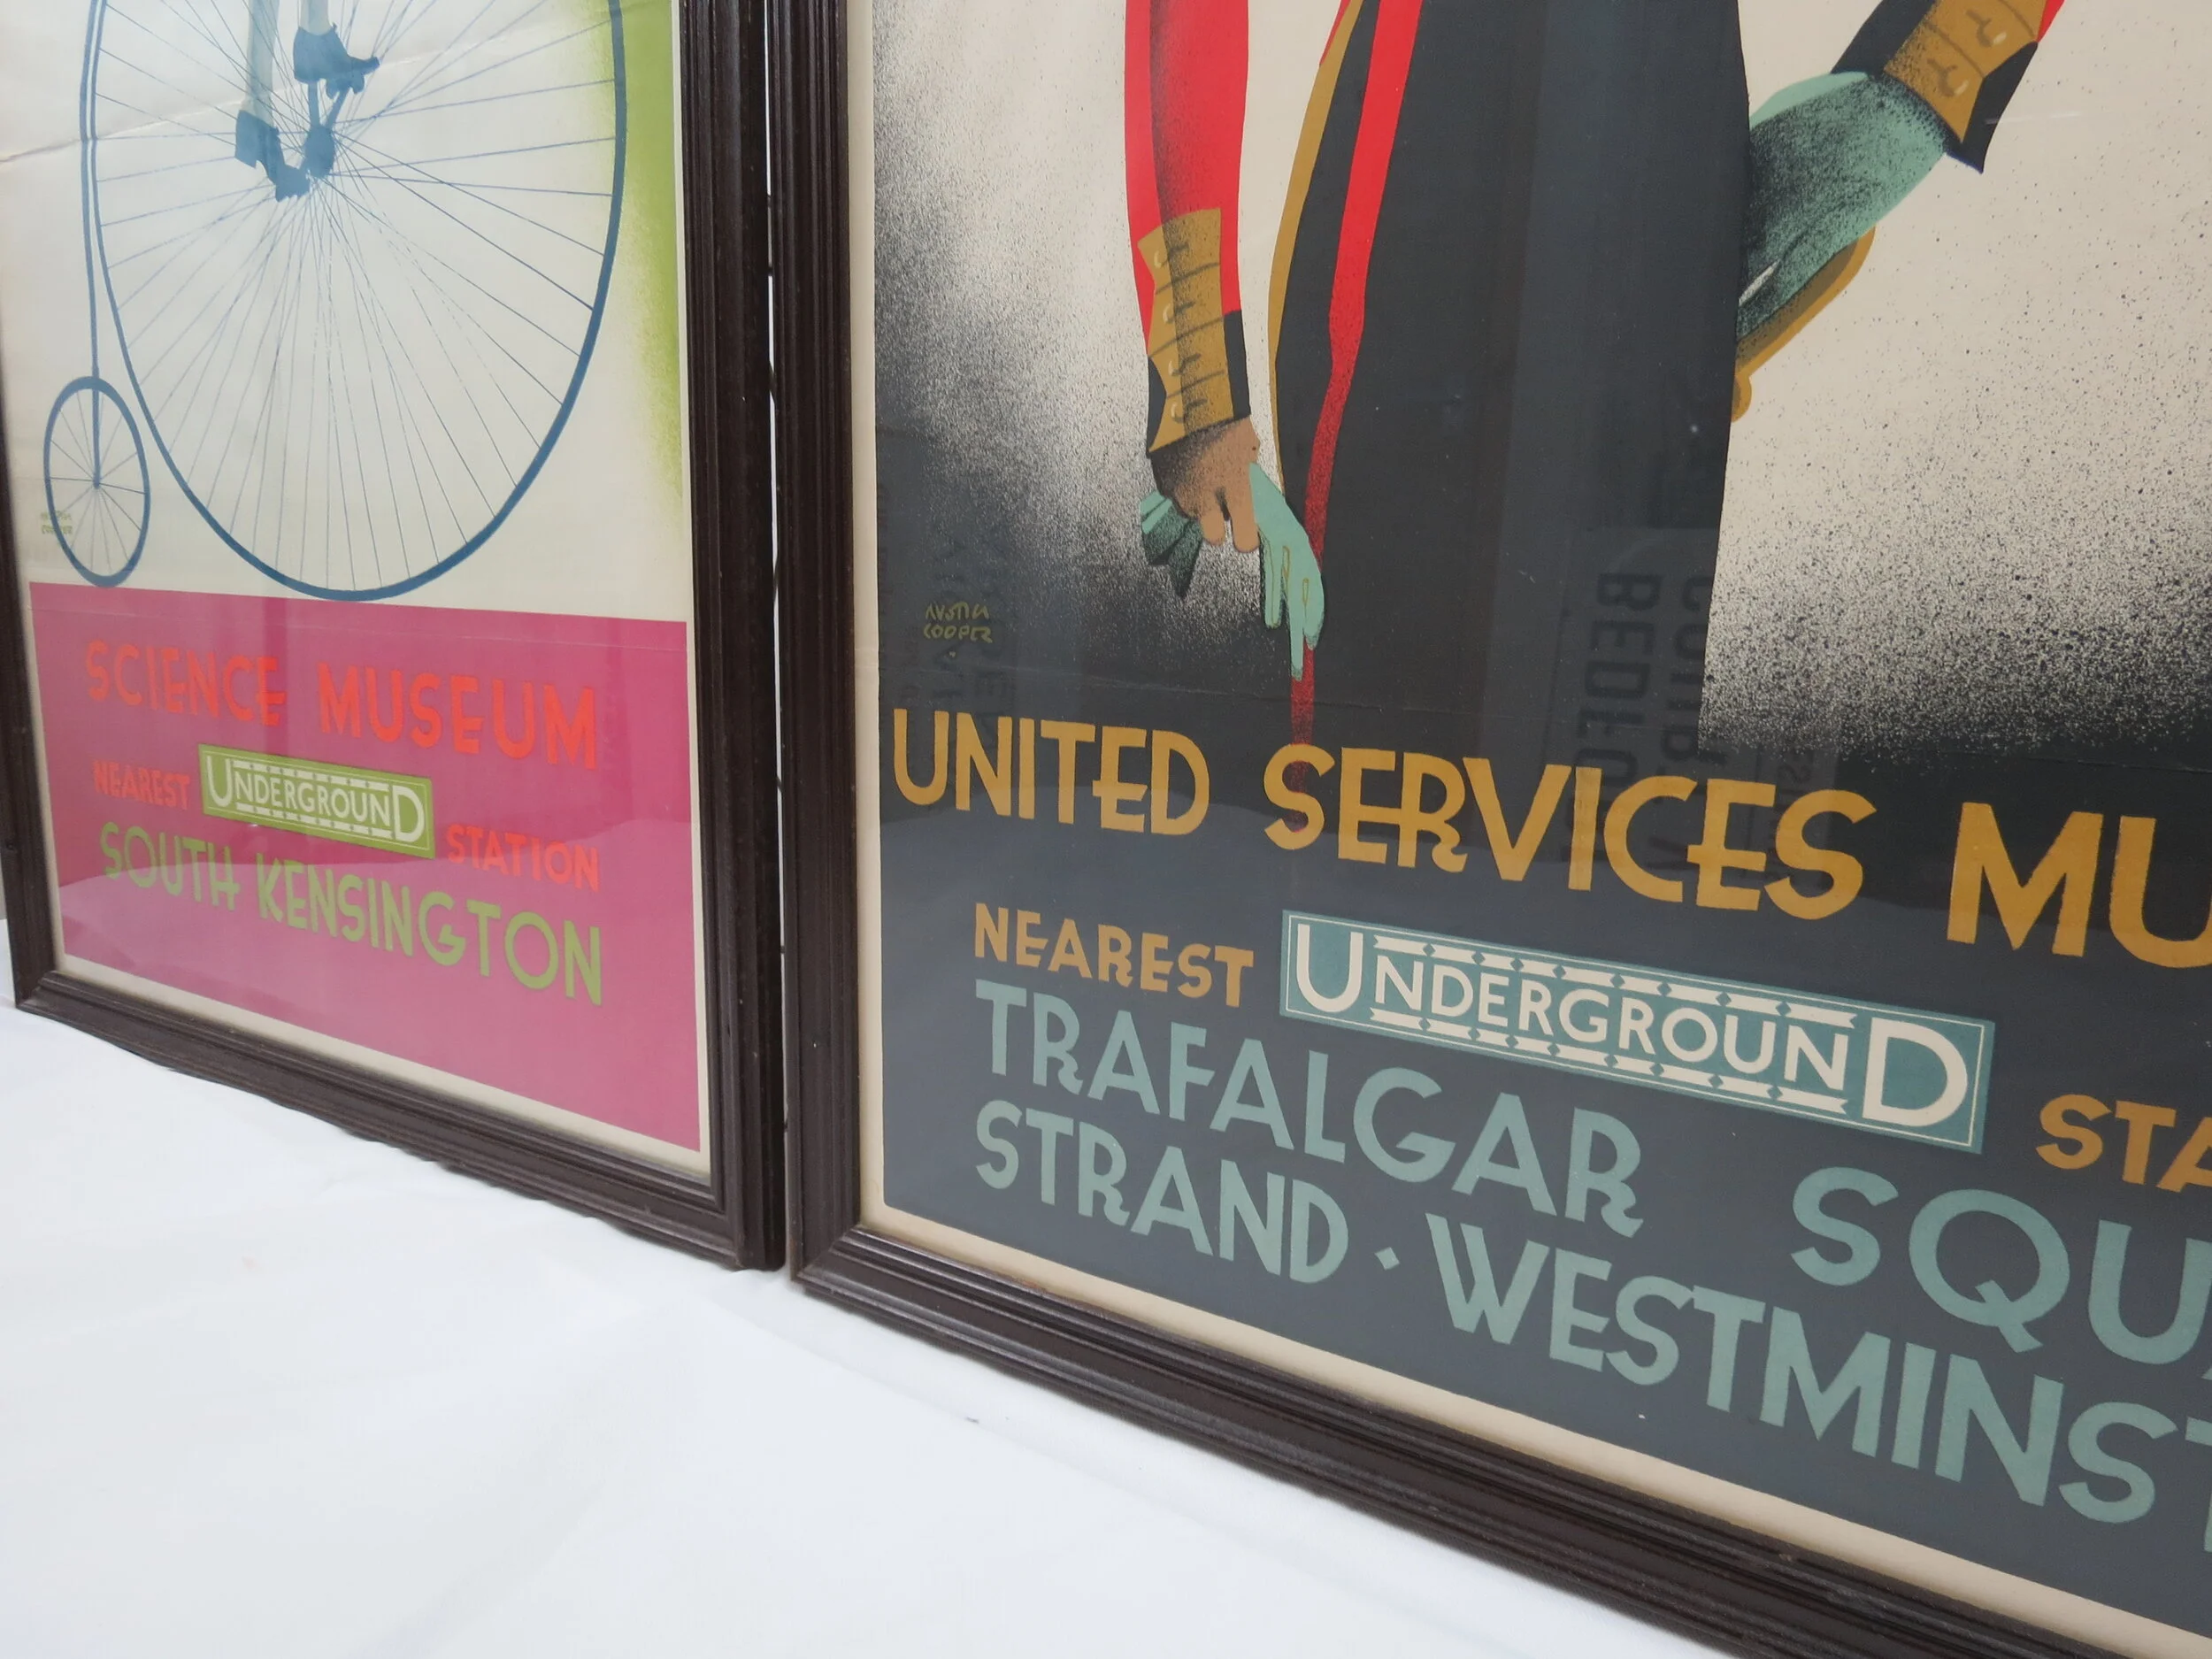 SCIENCE MUSEUM
NEAREST UNDERGROUND STATION
SOUTH KENSINGTON
AUSTIN
COOPER
UNITED SERVICES MU
NEAREST UNDERGROUND STA
TRAFALGAR SQU
STRAND · WESTMINST